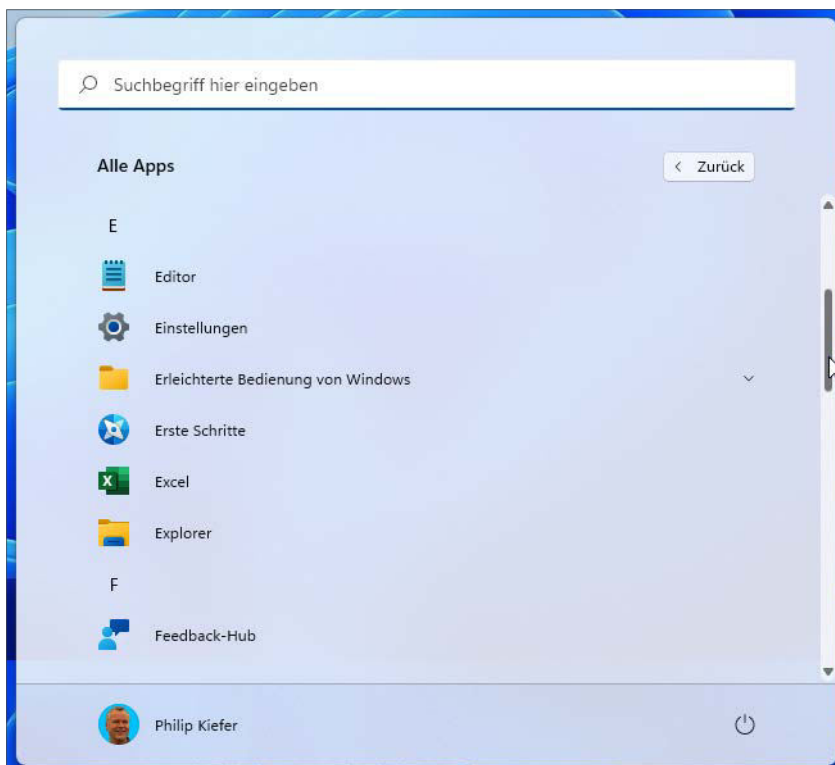 Suchbegriff hier eingeben
Alle Apps
Zurück
E
Editor
Einstellungen
Erleichterte Bedienung von Windows
Erste Schritte
Excel
Explorer
F
Feedback-Hub
Philip Kiefer